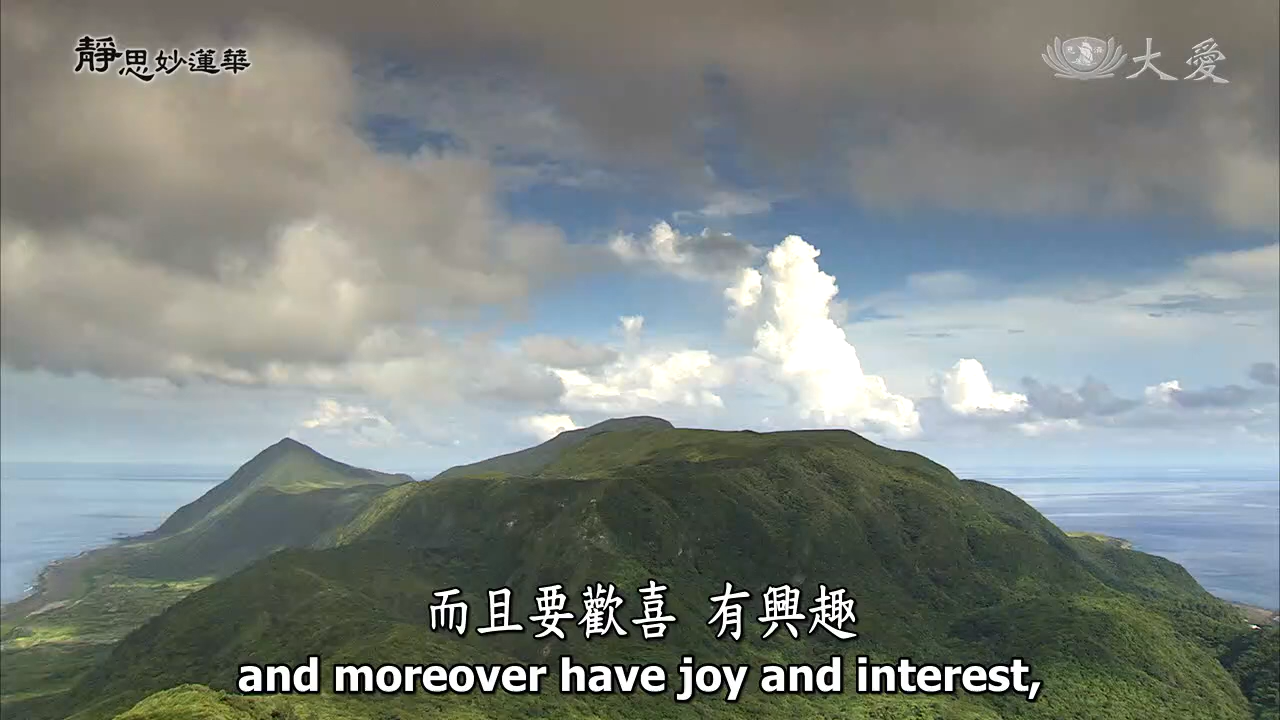 靜思妙蓮華
大愛
而且要歡喜 有興趣
and moreover have joy and interest,